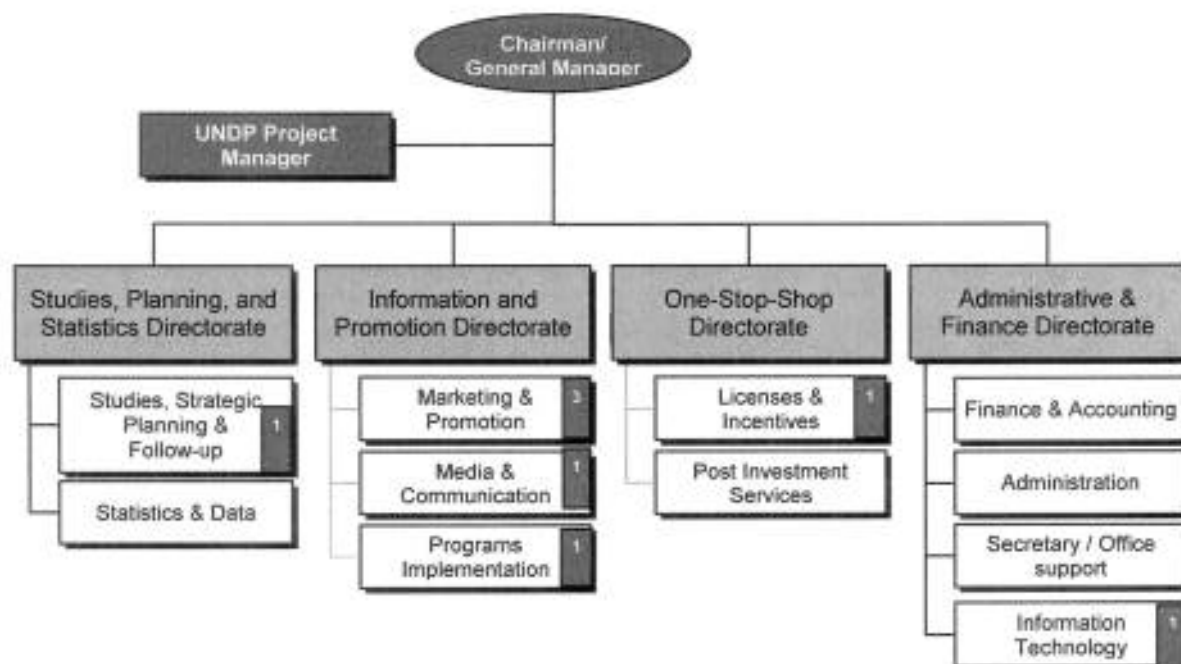 Chairman/
General Manager
UNDP Project
Manager
Studies, Planning, and
Statistics Directorate
Information and
Promotion Directorate
One-Stop-Shop
Directorate
Administrative &
Finance Directorate
Studies, Strategic
Planning &
Follow-up
1
Statistics & Data
Marketing &
Promotion
3
Media &
Communication
1
Programs
Implementation
1
Licenses &
Incentives
1
Post Investment
Services
Finance & Accounting
Administration
Secretary / Office
support
Information
Technology
1